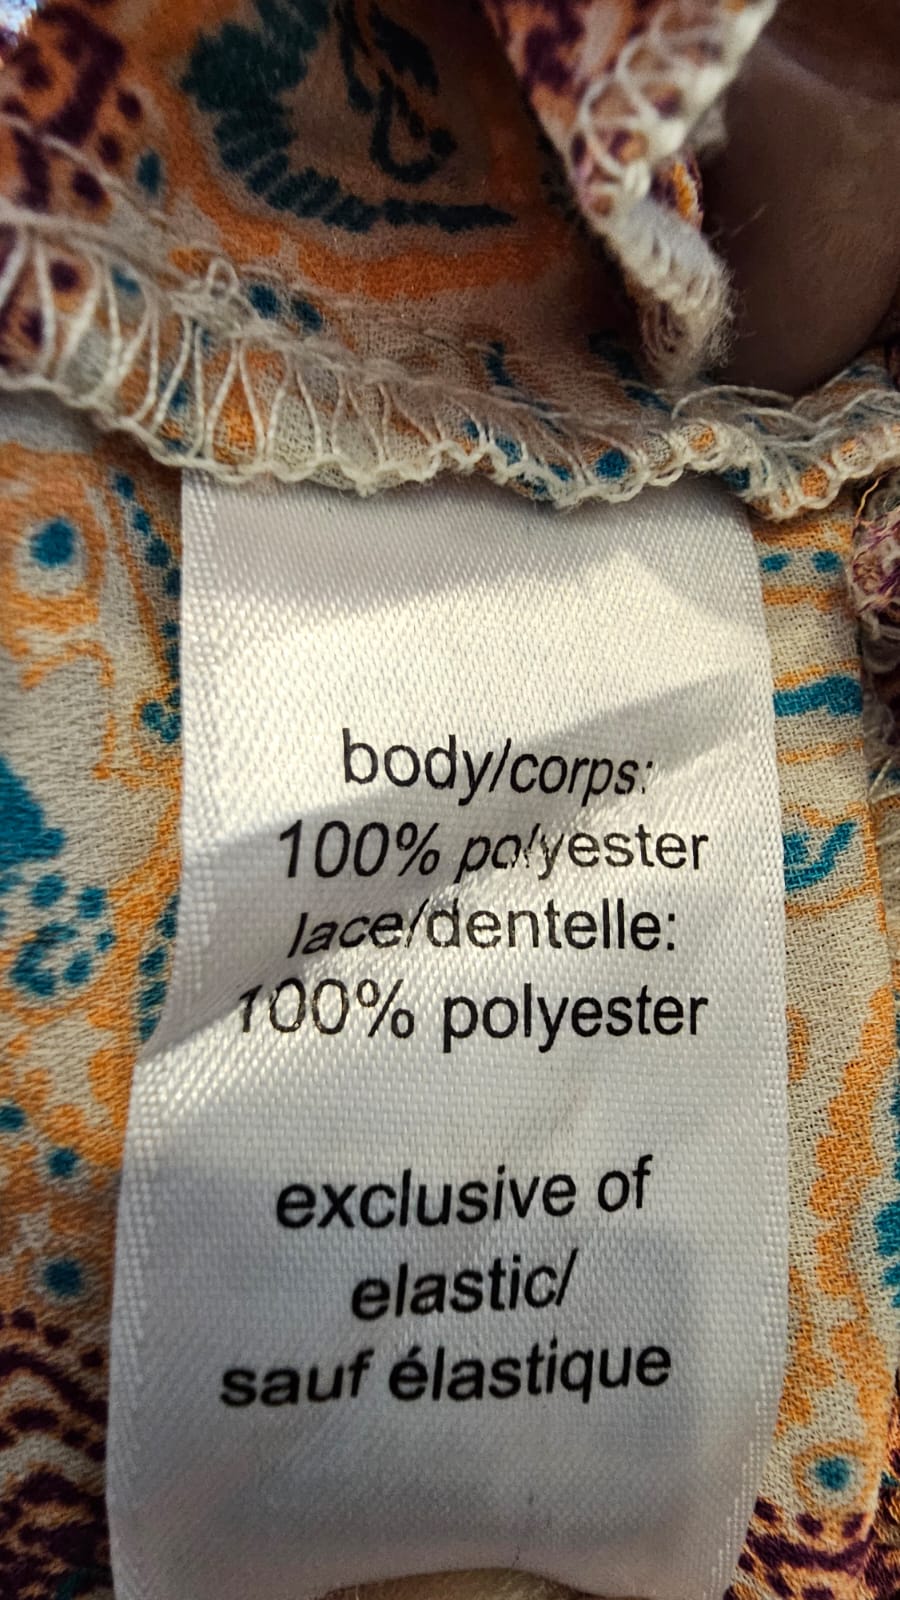 body/corps:
100% polyester
lace/dentelle:
100% polyester
exclusive of
elastic/
sauf élastique